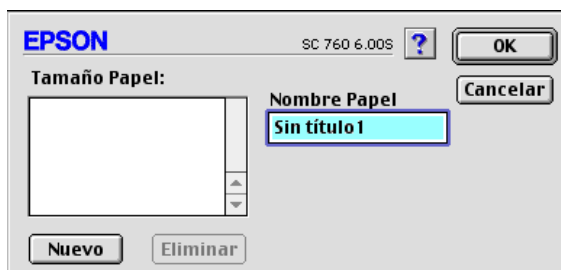 EPSON
SC 760 6.00S
?
OK
Tamaño Papel:
Nombre Papel
Cancelar
Sin título1
Nuevo
Eliminar